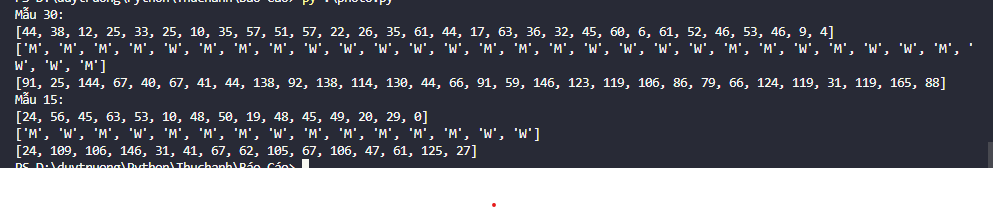 PS D:\duytruong\Python\Thuchanh\Báo Cáo> py .\photo.py
Mẫu 30:
[44, 38, 12, 25, 33, 25, 10, 35, 57, 51, 57, 22, 26, 35, 61, 44, 17, 63, 36, 32, 45, 60, 6, 61, 52, 46, 53, 46, 9, 4]
['M', 'M', 'M', 'M', 'W', 'M', 'M', 'M', 'W', 'W', 'W', 'W', 'W', 'W', 'M', 'M', 'W', 'W', 'W', 'W', 'M', 'M', 'W', 'M', 'W', 'W', 'M', '
W', 'W', 'M']
[91, 25, 144, 67, 40, 67, 41, 44, 138, 92, 138, 114, 130, 44, 66, 91, 59, 146, 123, 119, 106, 86, 79, 66, 124, 119, 31, 119, 165, 88]
Mẫu 15:
[24, 56, 45, 63, 53, 10, 48, 50, 19, 48, 45, 49, 20, 29, 0]
['M', 'W', 'M', 'W', 'M', 'M', 'M', 'W', 'M', 'M', 'M', 'M', 'M', 'W', 'W']
[24, 109, 106, 146, 31, 41, 67, 62, 105, 67, 106, 47, 61, 125, 27]
PS D:\duytruong\Python\Thuchanh\Báo Cáo>